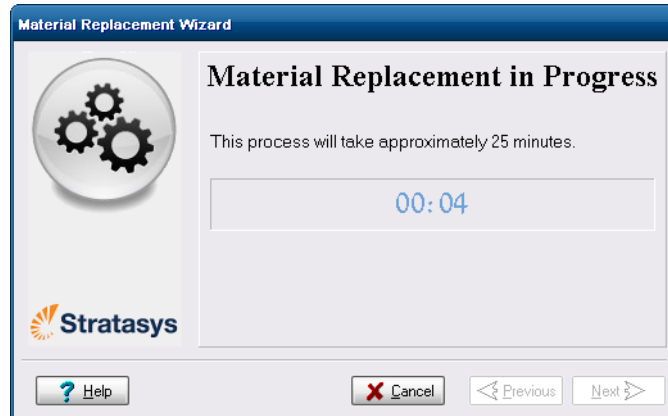 Material Replacement Wizard
Material Replacement in Progress
This process will take approximately 25 minutes.
00:04
Stratasys
? Help
Cancel
Previous
Next